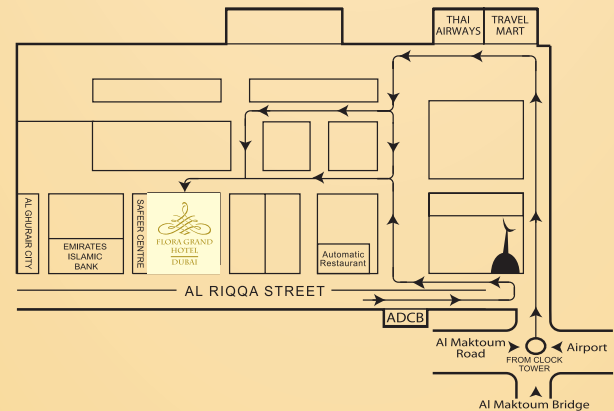 THAI
AIRWAYS
TRAVEL
MART
AL GHURAIR CITY
EMIRATES
ISLAMIC
BANK
SAFEER CENTRE
FLORA GRAND
HOTEL
DUBAI
Automatic
Restaurant
AL RIQQA STREET
ADCB
Al Maktoum
Road
Airport
FROM CLOCK
TOWER
Al Maktoum Bridge